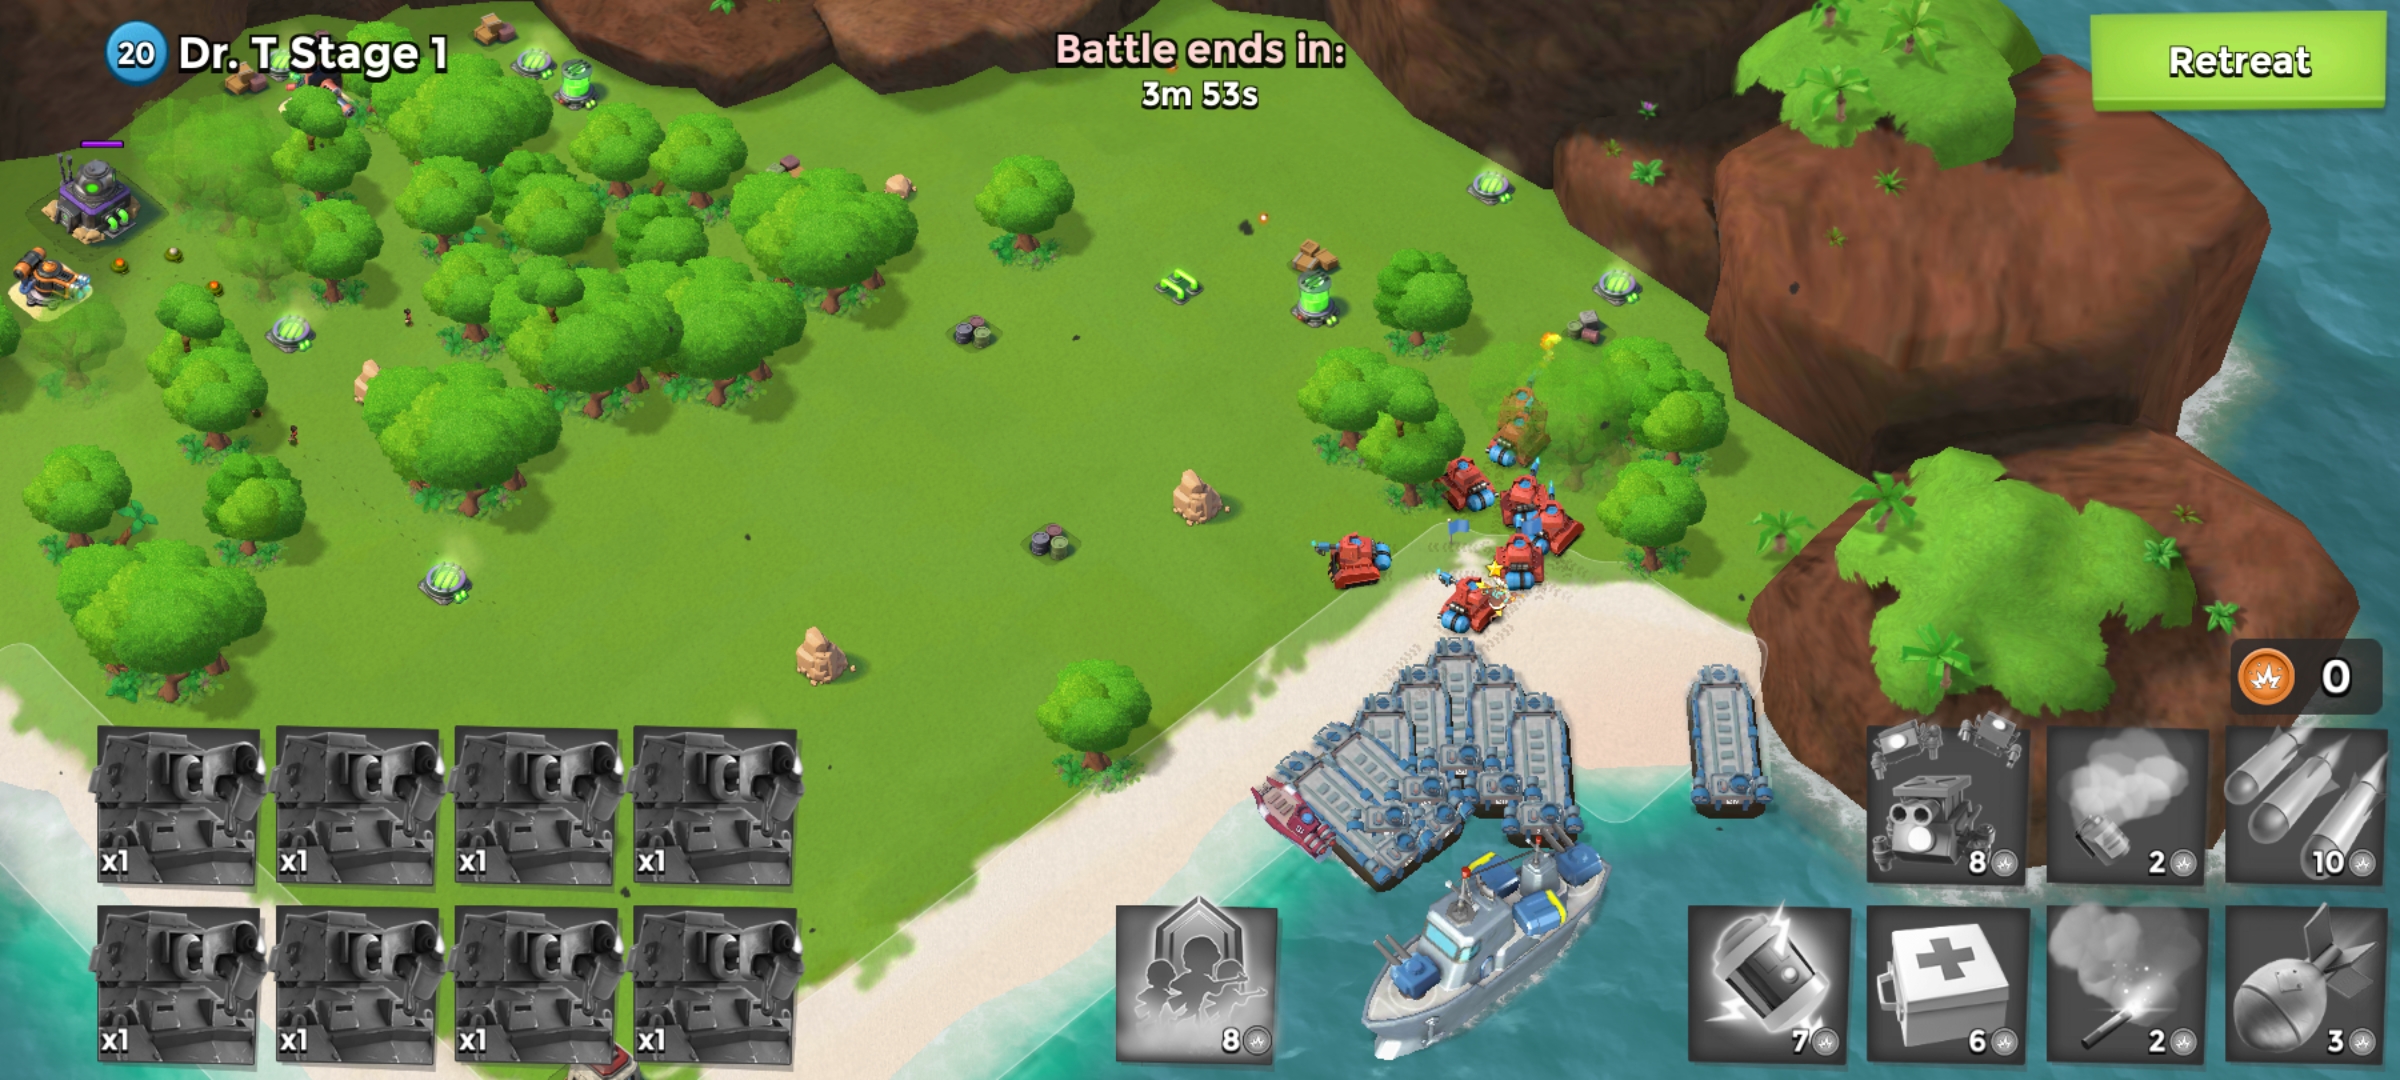 20 Dr. T Stage 1
Battle ends in:
3m 53s
Retreat
0
x1 x1 x1 x1
8 2 10
x1 x1 x1 x1
8 7 6 2 3